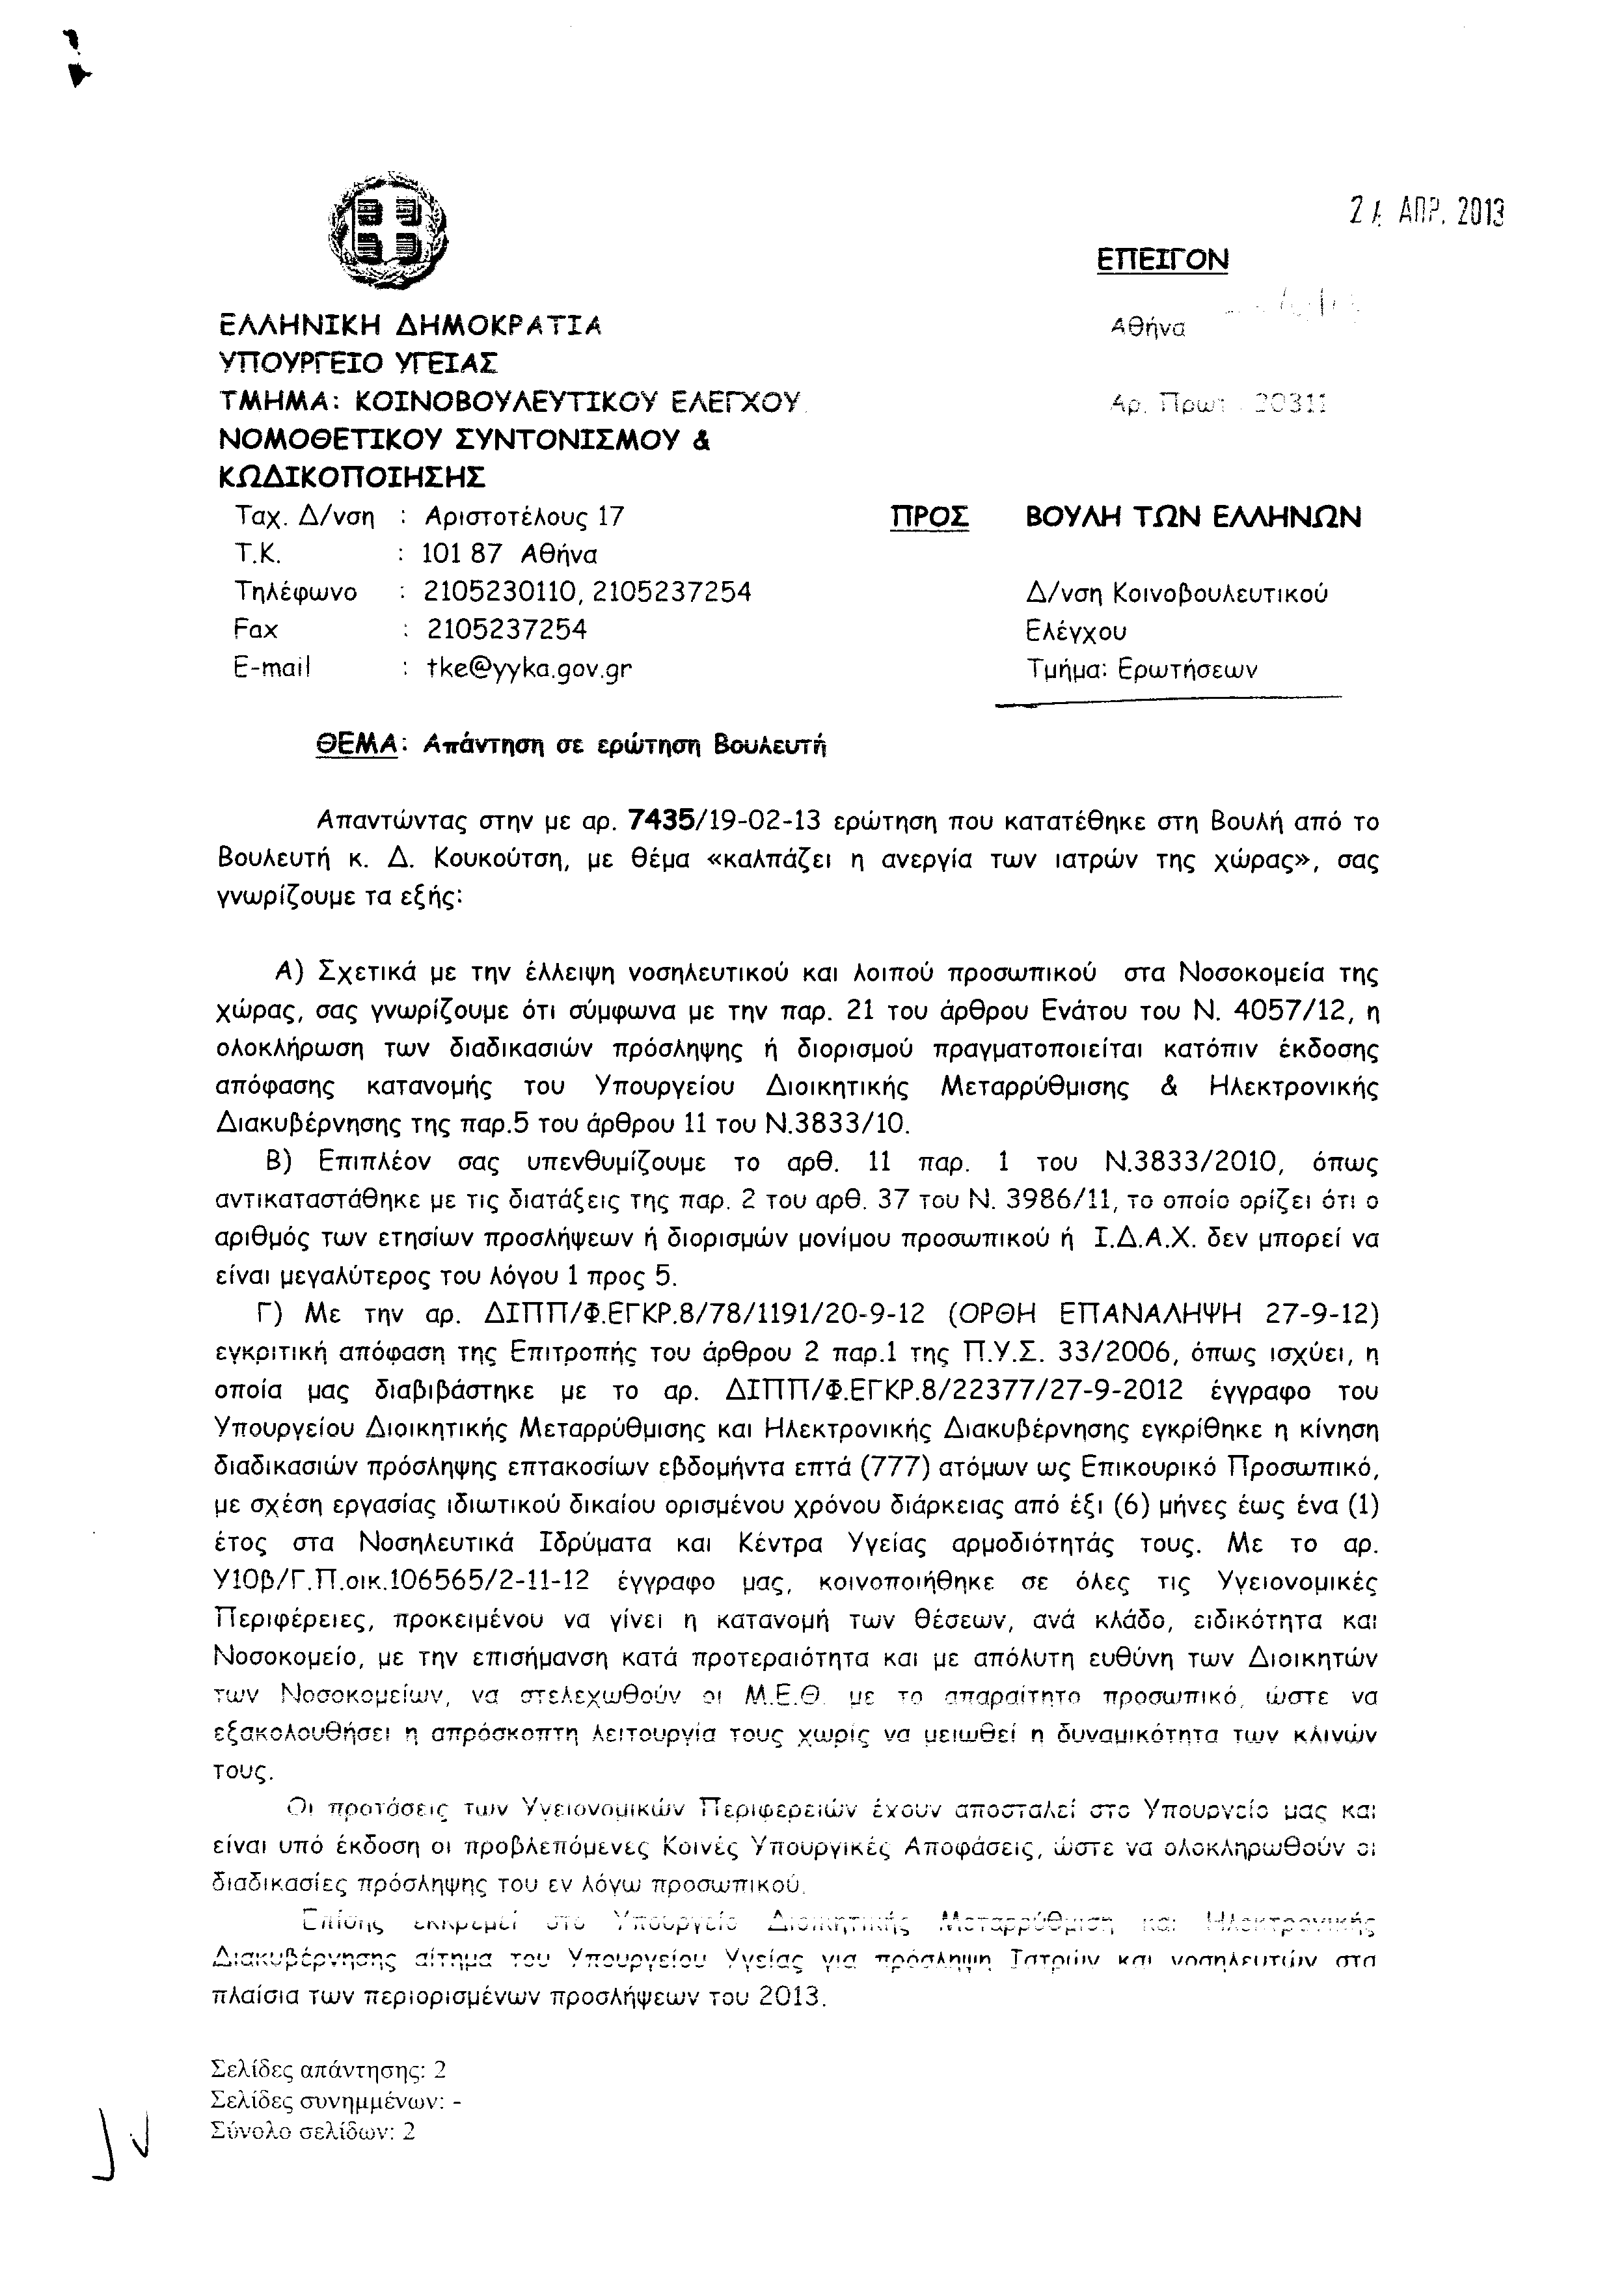 ΑΠΡ. 2013
ΕΠΕΙΓΟΝ
ΕΛΛΗΝΙΚΗ ΔΗΜΟΚΡΑΤΙΑ
Αθήνα
ΥΠΟΥΡΓΕΙΟ ΥΓΕΙΑΣ
ΤΜΗΜΑ: ΚΟΙΝΟΒΟΥΛΕΥΤΙΚΟΥ ΕΛΕΓΧΟΥ
Αρ. Πρωτ. 20311
ΝΟΜΟΘΕΤΙΚΟΥ ΣΥΝΤΟΝΙΣΜΟΥ &
ΚΩΔΙΚΟΠΟΙΗΣΗΣ
Ταχ. Δ/νση : Αριστοτέλους 17
ΠΡΟΣ ΒΟΥΛΗ ΤΩΝ ΕΛΛΗΝΩΝ
Τ.Κ. : 101 87 Αθήνα
Τηλέφωνο : 2105230110, 2105237254
Δ/νση Κοινοβουλευτικού
Fax : 2105237254
Ελέγχου
E-mail : tke@yyka.gov.gr
Τμήμα: Ερωτήσεων
ΘΕΜΑ: Απάντηση σε ερώτηση Βουλευτή
Απαντώντας στην με αρ. 7435/19-02-13 ερώτηση που κατατέθηκε στη Βουλή από το
Βουλευτή κ. Δ. Κουκούτση, με θέμα «καλπάζει η ανεργία των ιατρών της χώρας», σας
γνωρίζουμε τα εξής:
Α) Σχετικά με την έλλειψη νοσηλευτικού και λοιπού προσωπικού στα Νοσοκομεία της
χώρας, σας γνωρίζουμε ότι σύμφωνα με την παρ. 21 του άρθρου Ενάτου του Ν. 4057/12, η
ολοκλήρωση των διαδικασιών πρόσληψης ή διορισμού πραγματοποιείται κατόπιν έκδοσης
απόφασης κατανομής του Υπουργείου Διοικητικής Μεταρρύθμισης & Ηλεκτρονικής
Διακυβέρνησης της παρ.5 του άρθρου 11 του Ν.3833/10.
Β) Επιπλέον σας υπενθυμίζουμε το αρθ. 11 παρ. 1 του Ν.3833/2010, όπως
αντικαταστάθηκε με τις διατάξεις της παρ. 2 του αρθ. 37 του Ν. 3986/11, το οποίο ορίζει ότι ο
αριθμός των ετησίων προσλήψεων ή διορισμών μονίμου προσωπικού ή Ι.Δ.Α.Χ. δεν μπορεί να
είναι μεγαλύτερος του λόγου 1 προς 5.
Γ) Με την αρ. ΔΙΠΠ/Φ.ΕΓΚΡ.8/78/1191/20-9-12 (ΟΡΘΗ ΕΠΑΝΑΛΗΨΗ 27-9-12)
εγκριτική απόφαση της Επιτροπής του άρθρου 2 παρ.1 της Π.Υ.Σ. 33/2006, όπως ισχύει, η
οποία μας διαβιβάστηκε με το αρ. ΔΙΠΠ/Φ.ΕΓΚΡ.8/22377/27-9-2012 έγγραφο του
Υπουργείου Διοικητικής Μεταρρύθμισης και Ηλεκτρονικής Διακυβέρνησης εγκρίθηκε η κίνηση
διαδικασιών πρόσληψης επτακοσίων εβδομήντα επτά (777) ατόμων ως Επικουρικό Προσωπικό,
με σχέση εργασίας ιδιωτικού δικαίου ορισμένου χρόνου διάρκειας από έξι (6) μήνες έως ένα (1)
έτος στα Νοσηλευτικά Ιδρύματα και Κέντρα Υγείας αρμοδιότητάς τους. Με το αρ.
Υ10β/Γ.Π.οικ.106565/2-11-12 έγγραφο μας, κοινοποιήθηκε σε όλες τις Υγειονομικές
Περιφέρειες, προκειμένου να γίνει η κατανομή των θέσεων, ανά κλάδο, ειδικότητα και
Νοσοκομείο, με την επισήμανση κατά προτεραιότητα και με απόλυτη ευθύνη των Διοικητών
των Νοσοκομείων, να στελεχωθούν οι Μ.Ε.Θ. με το απαραίτητο προσωπικό, ώστε να
εξακολουθήσει η απρόσκοπτη λειτουργία τους χωρίς να μειωθεί η δυναμικότητα των κλινών
τους.
Οι προτάσεις των Υγειονομικών Περιφερειών έχουν αποσταλεί στο Υπουργείο μας και
είναι υπό έκδοση οι προβλεπόμενες Κοινές Υπουργικές Αποφάσεις, ώστε να ολοκληρωθούν οι
διαδικασίες πρόσληψης του εν λόγω προσωπικού.
Επίσης εκκρεμεί στο Υπουργείο Διοικητικής Μεταρρύθμιση και Ηλεκτρονικής
Διακυβέρνησης αίτημα του Υπουργείου Υγείας για πρόσληψη Ιατρών και νοσηλευτών στα
πλαίσια των περιορισμένων προσλήψεων του 2013.
Σελίδες απάντησης: 2
Σελίδες συνημμένων: -
Σύνολο σελίδων: 2